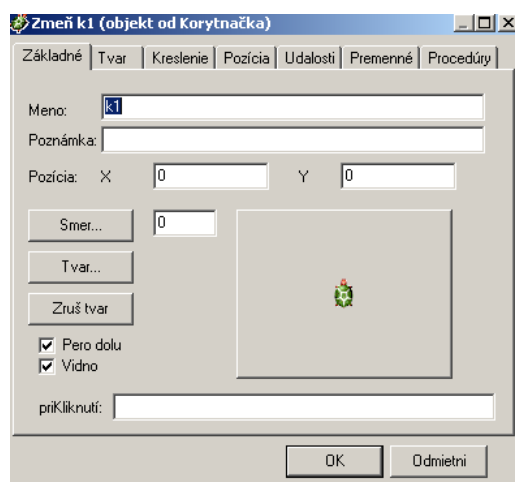 Zmeň k1 (objekt od Korytnačka)
Základné Tvar Kreslenie Pozícia Udalosti Premenné Procedúry
Meno: k1
Poznámka:
Pozícia: X 0 Y 0
Smer... 0
Tvar...
Zruš tvar
Pero dolu
Vidno
priKliknutí:
OK Odmietni